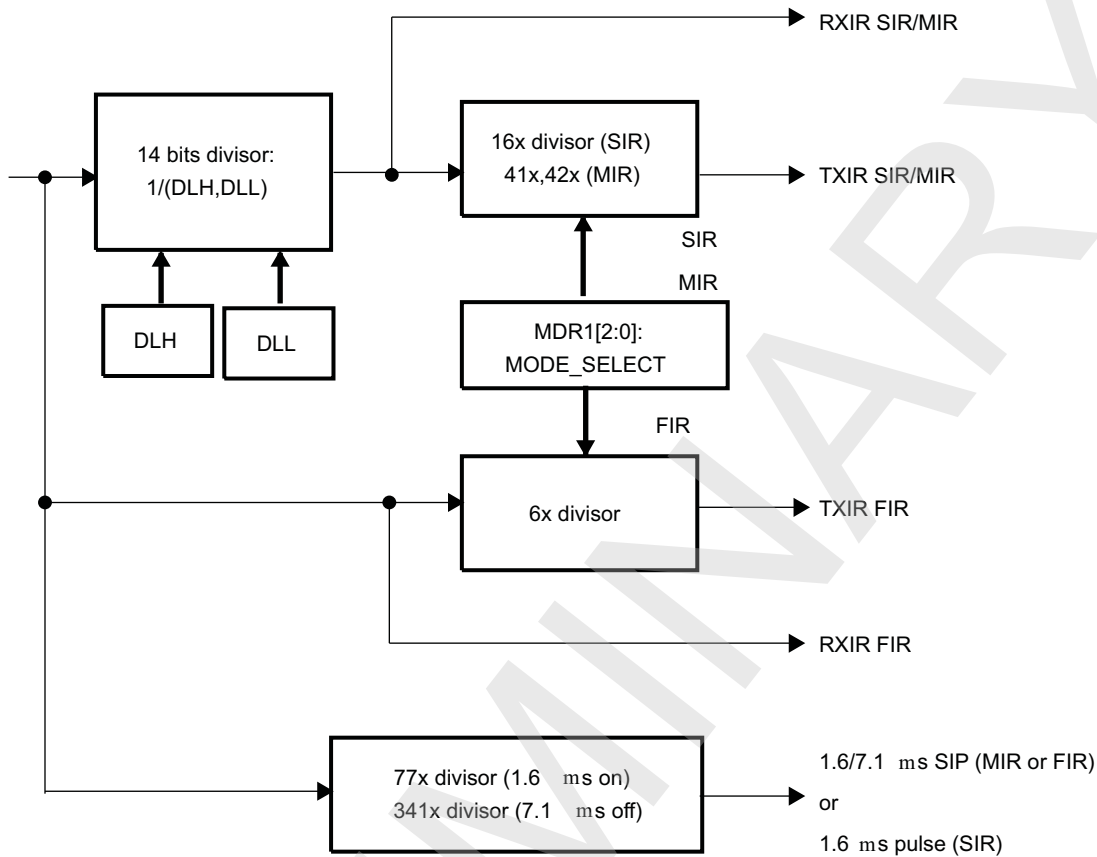 RXIR SIR/MIR
14 bits divisor:
1/(DLH,DLL)
16x divisor (SIR)
41x,42x (MIR)
TXIR SIR/MIR
SIR
MIR
DLH
DLL
MDR1[2:0]:
MODE_SELECT
FIR
6x divisor
TXIR FIR
RXIR FIR
77x divisor (1.6 ms on)
341x divisor (7.1 ms off)
1.6/7.1 ms SIP (MIR or FIR)
or
1.6 ms pulse (SIR)
MINARY